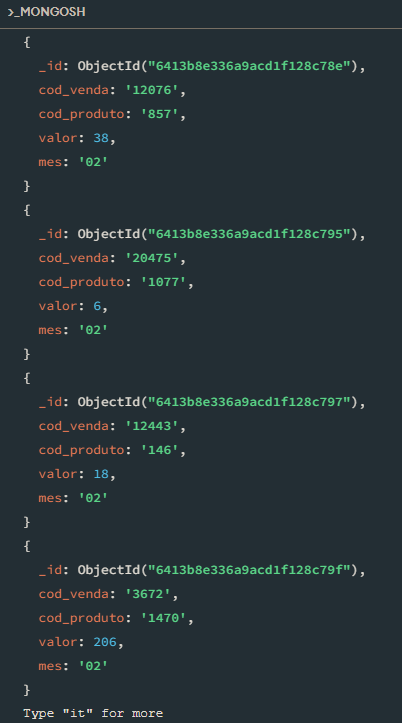 >_MONGOSH
{
_id: ObjectId("6413b8e336a9acd1f128c78e"),
cod_venda: '12076',
cod_produto: '857',
valor: 38,
mes: '02'
}
{
_id: ObjectId("6413b8e336a9acd1f128c795"),
cod_venda: '20475',
cod_produto: '1077',
valor: 6,
mes: '02'
}
{
_id: ObjectId("6413b8e336a9acd1f128c797"),
cod_venda: '12443',
cod_produto: '146',
valor: 18,
mes: '02'
}
{
_id: ObjectId("6413b8e336a9acd1f128c79f"),
cod_venda: '3672',
cod_produto: '1470',
valor: 206,
mes: '02'
}
Type "it" for more